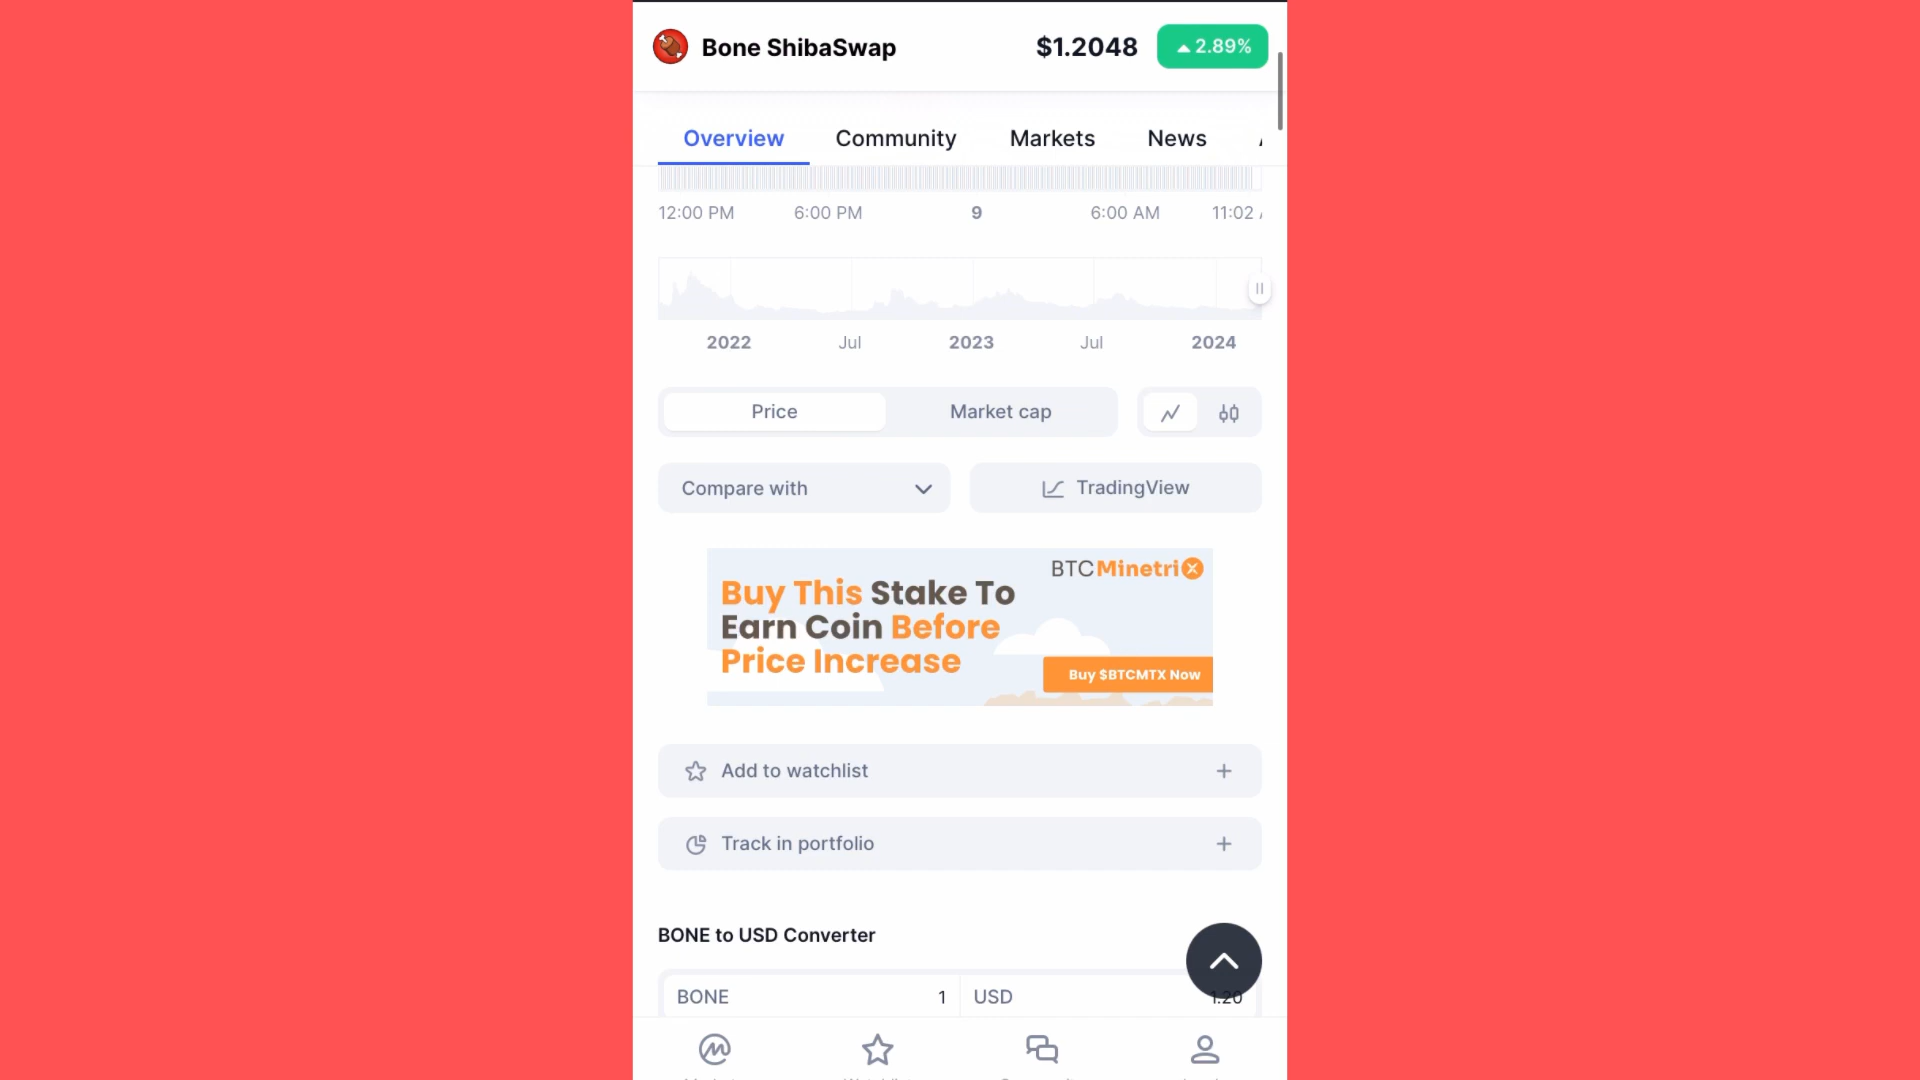 Bone ShibaSwap $1.2048 2.89%
Overview Community Markets News
12:00 PM 6:00 PM 9 6:00 AM 11:02
2022 Jul 2023 Jul 2024
Price Market cap
Compare with TradingView
BTCMinetrix
Buy This Stake To
Earn Coin Before
Price Increase
Buy $BTCMTX Now
Add to watchlist
Track in portfolio
BONE to USD Converter
BONE 1 USD 1.20